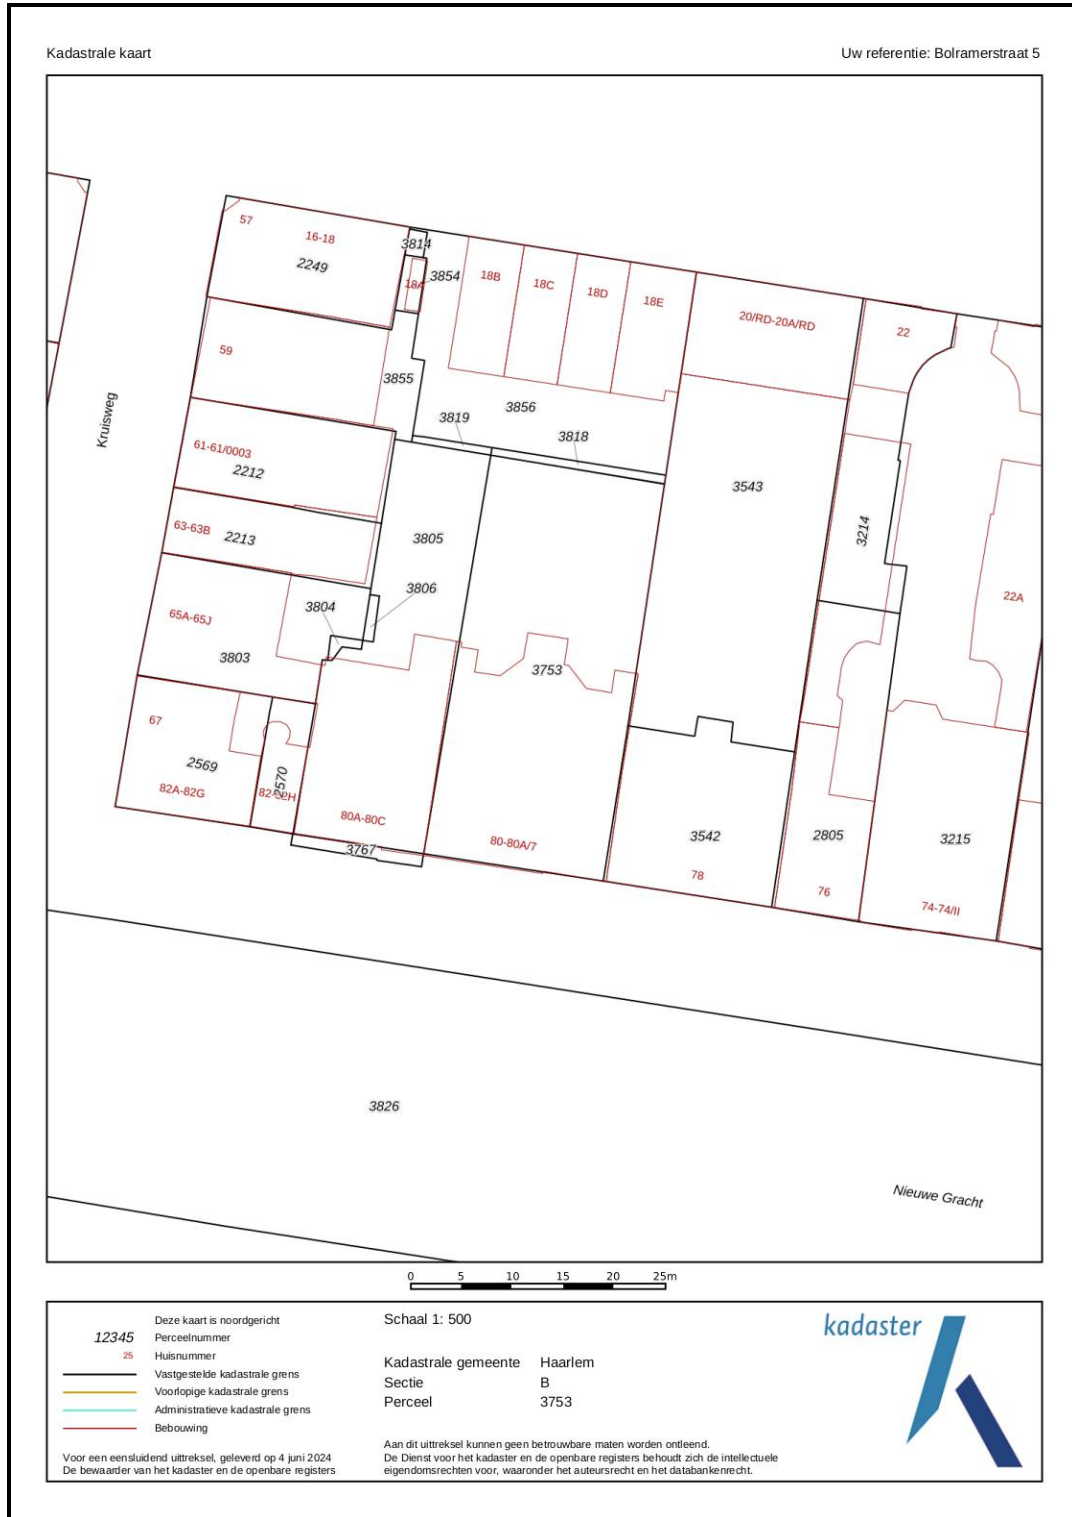 Kadastrale kaart
Uw referentie: Bolramerstraat 5
57
16-18
2249
3814
18A
3854
18B
18C
18D
18E
20/RD-20A/RD
22
59
3855
3856
3819
3818
Kruisweg
61-61/0003
2212
3543
3214
63-63B
2213
3805
3806
3804
22A
65A-65J
3803
3753
67
2569
2570
82A-82G
80A-80C
3767
80-80A/7
3542
78
2805
76
3215
74-74/II
3826
Nieuwe Gracht
0 5 10 15 20 25m
Deze kaart is noordgericht
12345 Perceelnummer
25 Huisnummer
Vastgestelde kadastrale grens
Voorlopige kadastrale grens
Administratieve kadastrale grens
Bebouwing
Voor een eensluidend uittreksel, geleverd op 4 juni 2024
De bewaarder van het kadaster en de openbare registers
Schaal 1: 500
Kadastrale gemeente Haarlem
Sectie B
Perceel 3753
Aan dit uittreksel kunnen geen betrouwbare maten worden ontleend.
De Dienst voor het kadaster en de openbare registers behoudt zich de intellectuele
eigendomsrechten voor, waaronder het auteursrecht en het databankenrecht.
kadaster